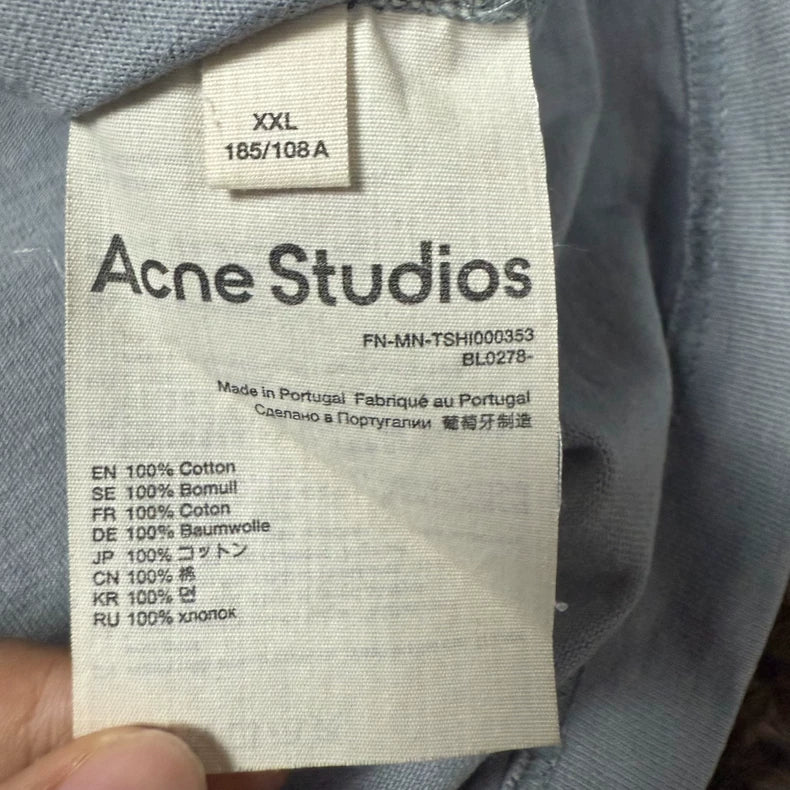 XXL
185/108A
Acne Studios
FN-MN-TSHI000353
BL0278-
Made in Portugal Fabriqué au Portugal
Сделано в Португалии 葡萄牙制造
EN 100% Cotton
SE 100% Bomull
FR 100% Coton
DE 100% Baumwolle
JP 100% コットン
CN 100% 棉
KR 100% 면
RU 100% хлопок